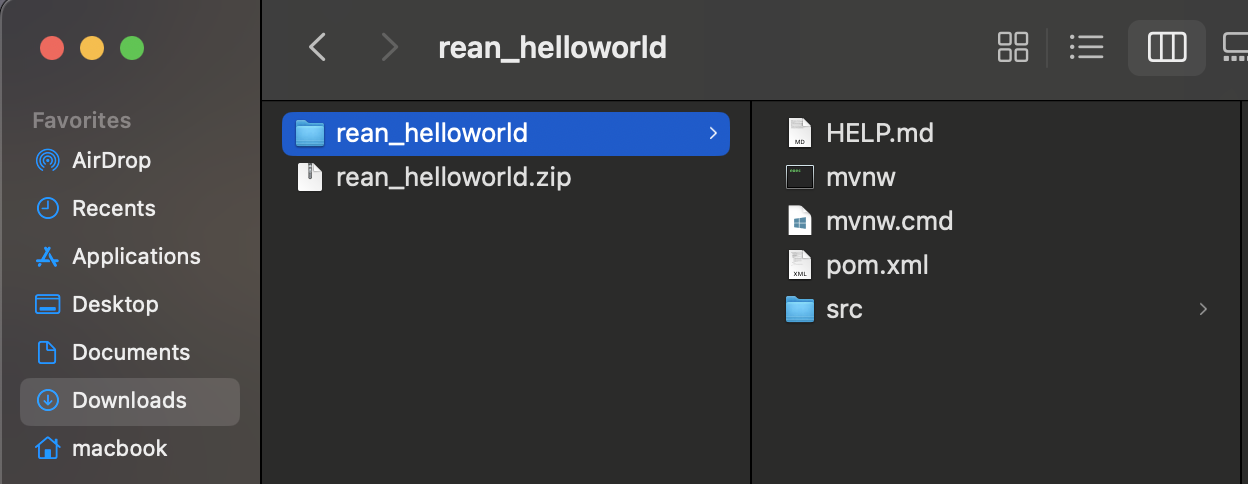 rean_helloworld
Favorites
AirDrop
Recents
Applications
Desktop
Documents
Downloads
macbook
rean_helloworld
rean_helloworld.zip
HELP.md
mvnw
mvnw.cmd
pom.xml
src